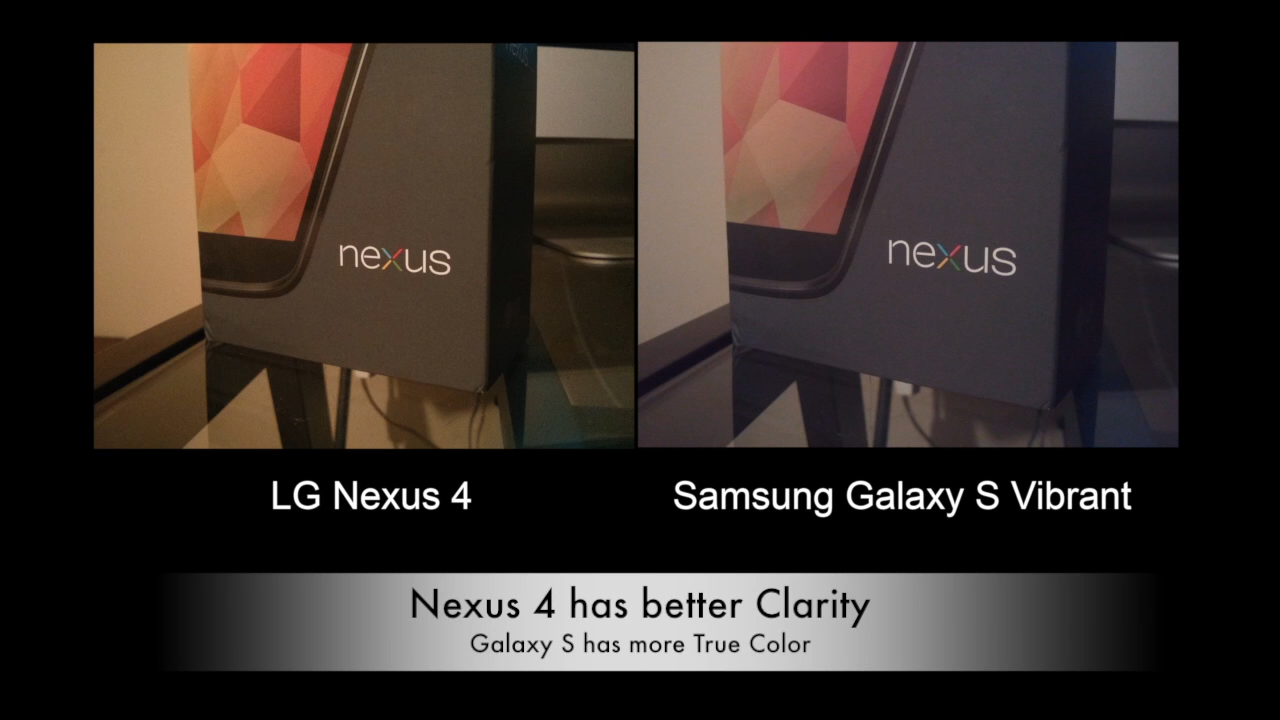 nexus
nexus
LG Nexus 4
Samsung Galaxy S Vibrant
Nexus 4 has better Clarity
Galaxy S has more True Color